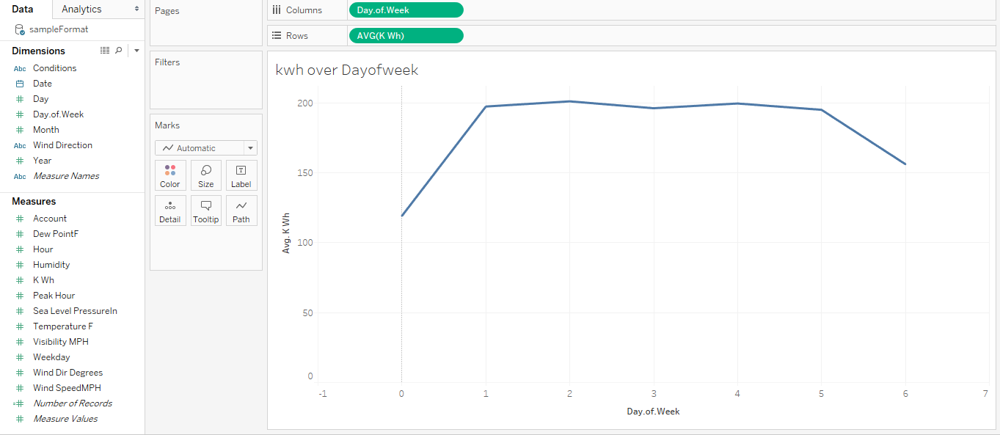 Data
Analytics
sampleFormat
Dimensions
Abc Conditions
Date
Day
Day.of.Week
Month
Abc Wind Direction
Year
Abc Measure Names
Measures
Account
Dew PointF
Hour
Humidity
K Wh
Peak Hour
Sea Level PressureIn
Temperature F
Visibility MPH
Weekday
Wind Dir Degrees
Wind SpeedMPH
Number of Records
Measure Values
Pages
Filters
Marks
Automatic
Color Size Label
Detail Tooltip Path
Columns Day.of.Week
Rows AVG(K Wh)
kwh over Dayofweek
200
150
100
50
0
Avg. K Wh
-1 0 1 2 3 4 5 6 7
Day.of.Week